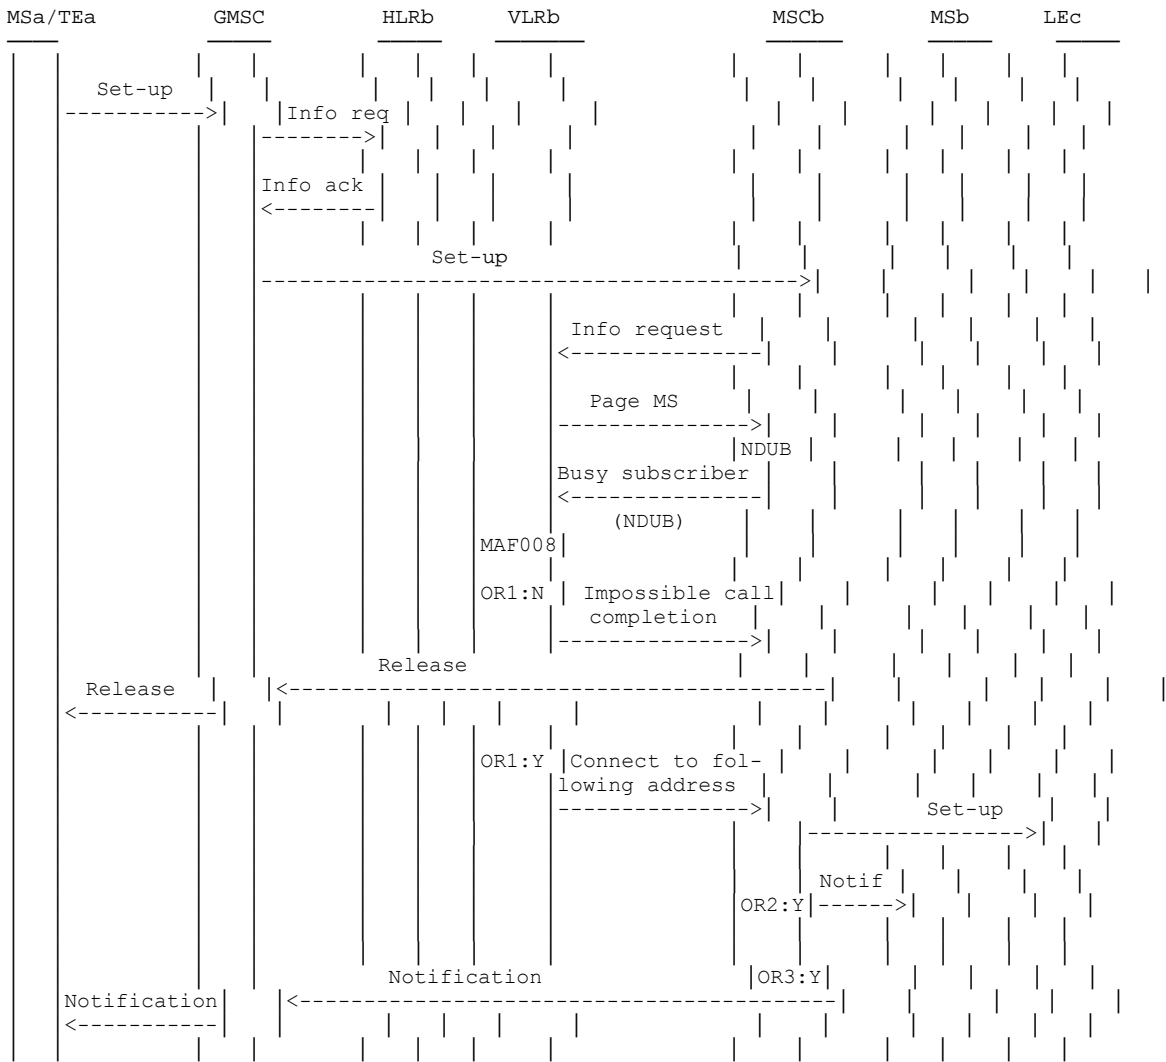 MSa/TEa GMSC HLRb VLRb MSCb MSb LEc
Set-up
Info req
Info ack
Set-up
Info request
Page MS
NDUB
Busy subscriber
(NDUB)
MAF008
OR1:N Impossible call
completion
Release
Release
OR1:Y Connect to fol-
lowing address
Set-up
Notif
OR2:Y
Notification OR3:Y
Notification